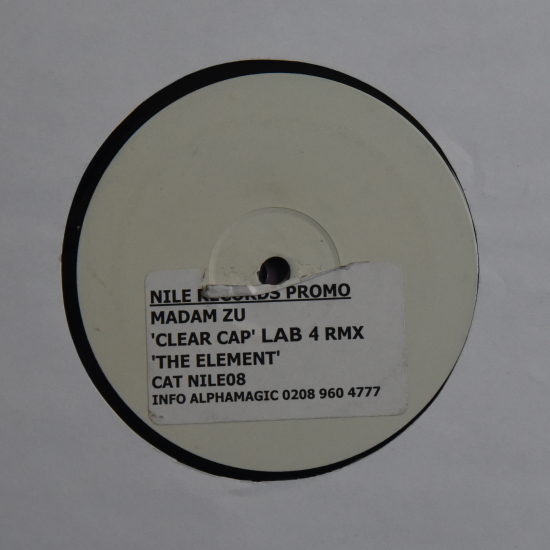 NILE RECORDS PROMO
MADAM ZU
'CLEAR CAP' LAB 4 RMX
'THE ELEMENT'
CAT NILE08
INFO ALPHAMAGIC 0208 960 4777